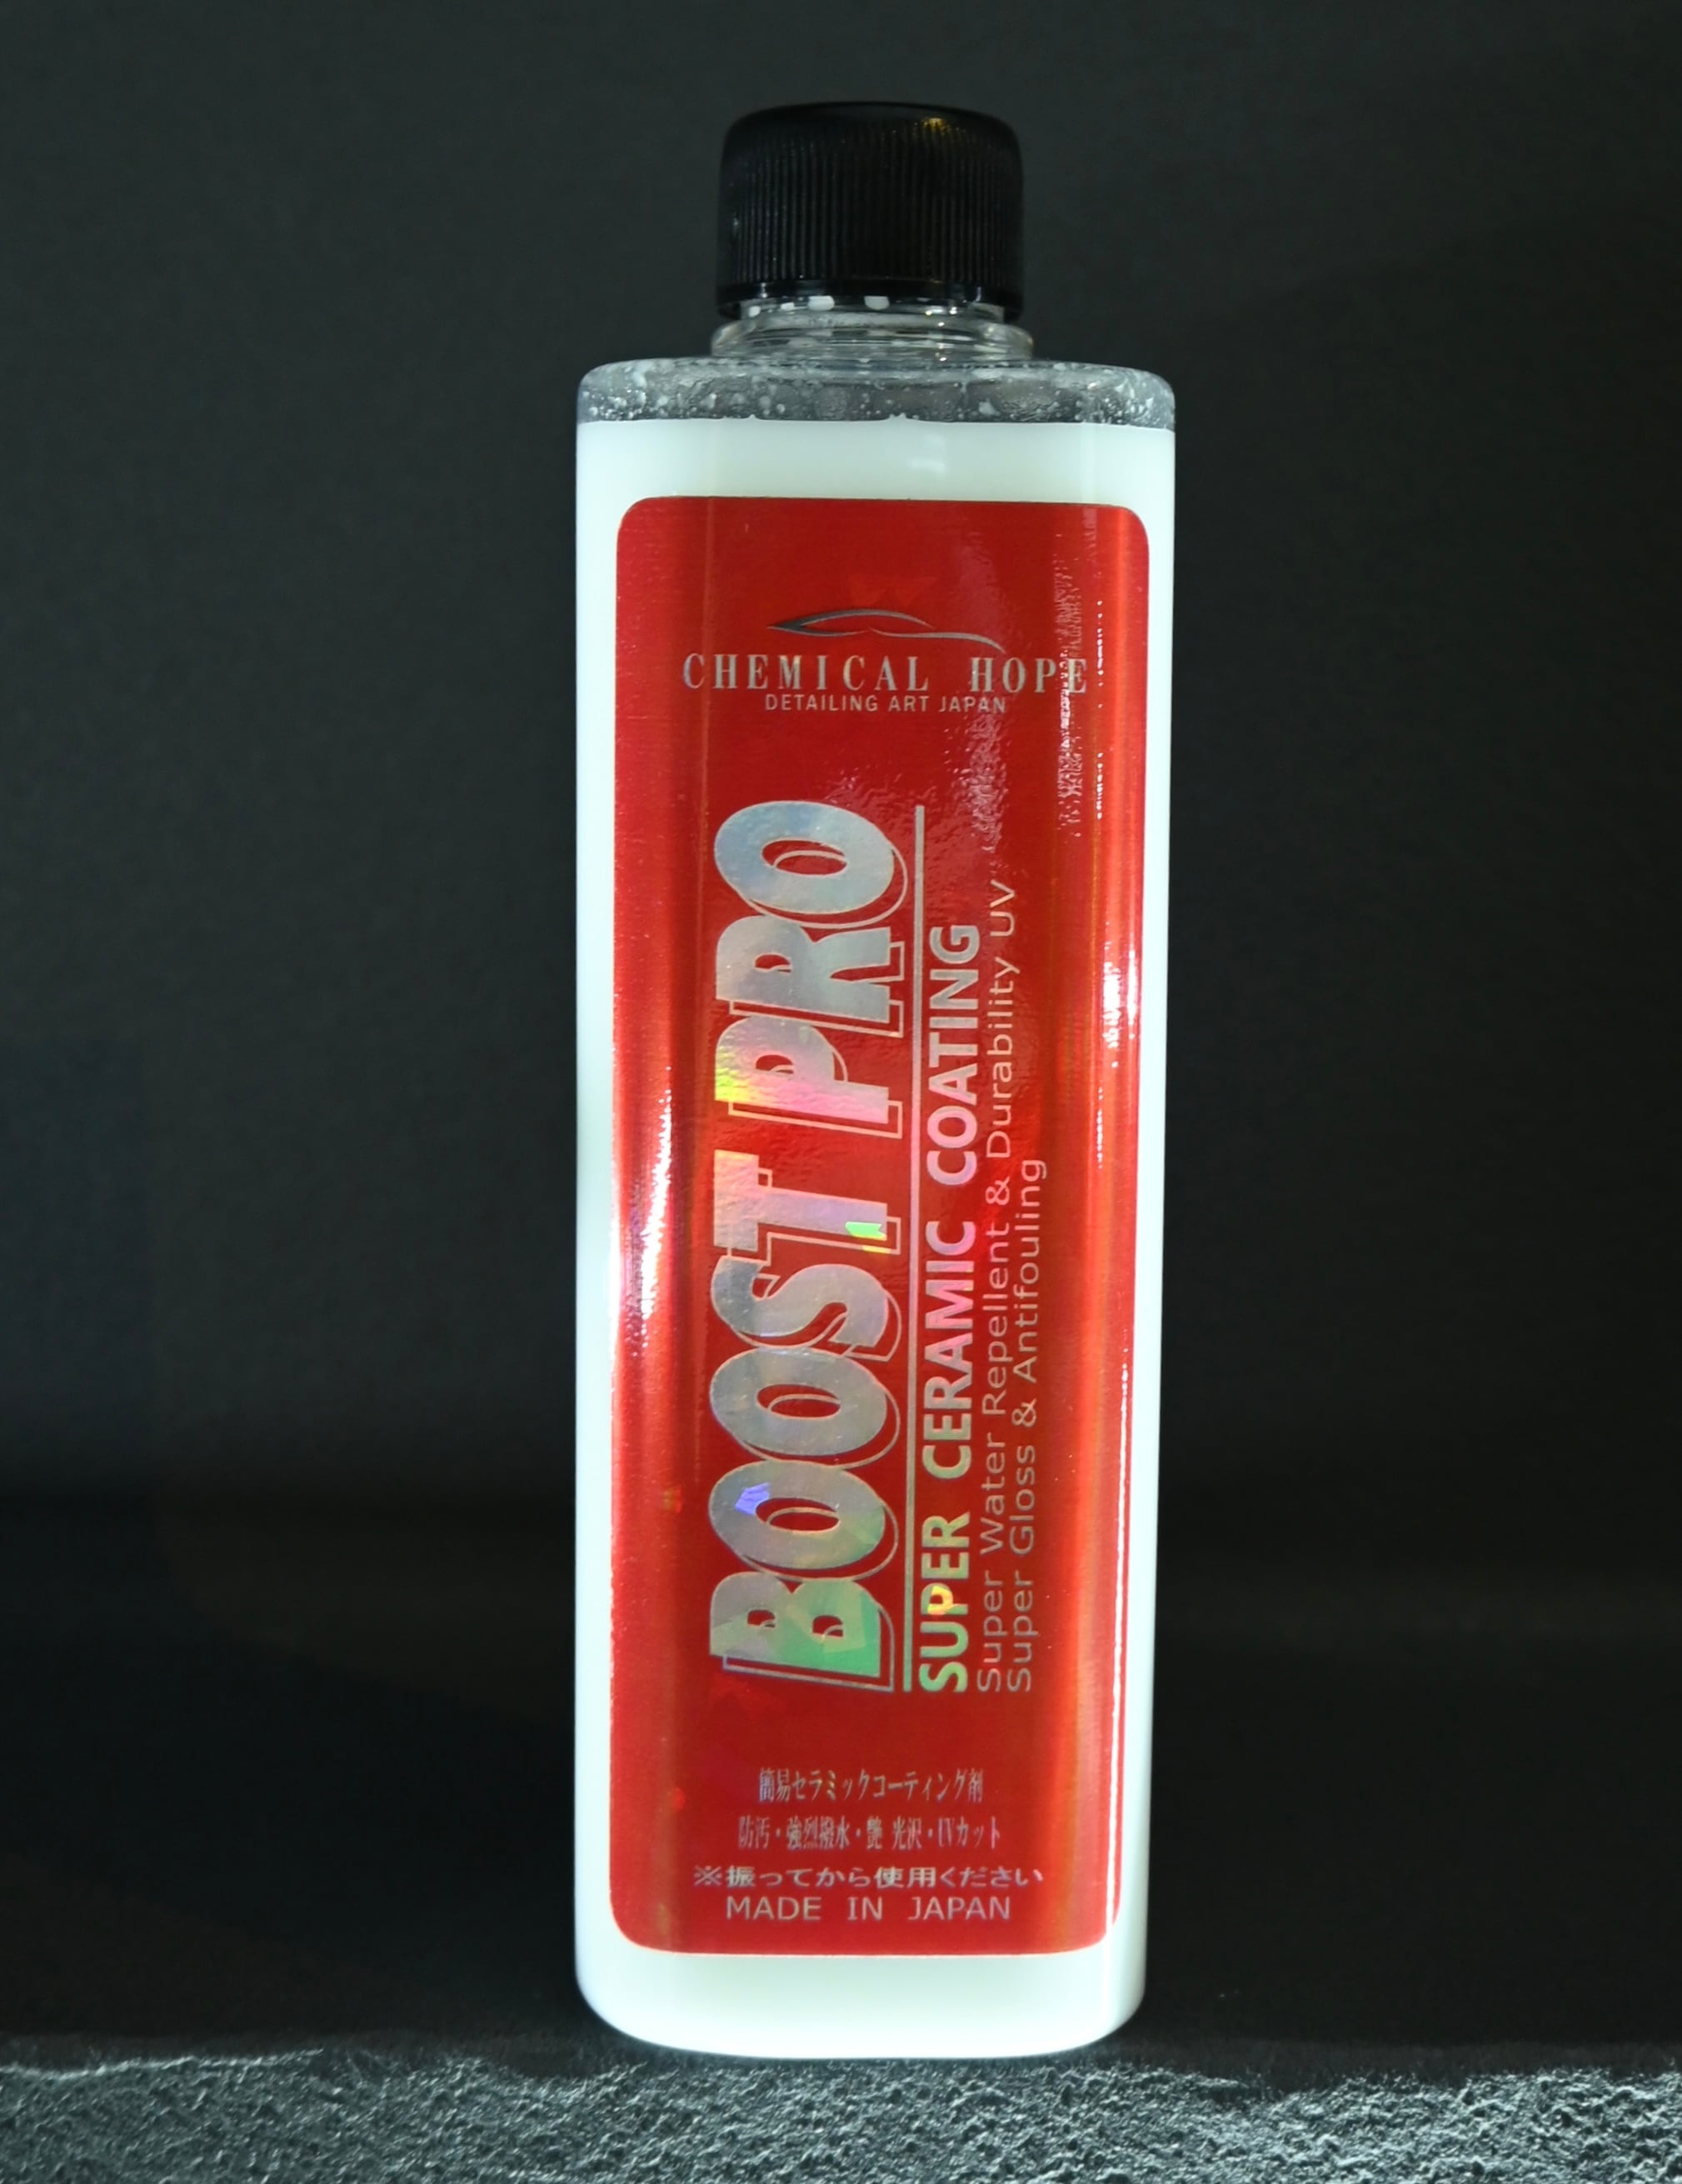 CHEMICAL HOPE
DETAILING ART JAPAN
BOOST PRO
SUPER CERAMIC COATING
Super Water Repellent & Durability UV
Super Gloss & Antifouling
簡易セラミックコーティング剤
防汚・強烈撥水・艶 光沢・UVカット
※振ってから使用ください
MADE IN JAPAN